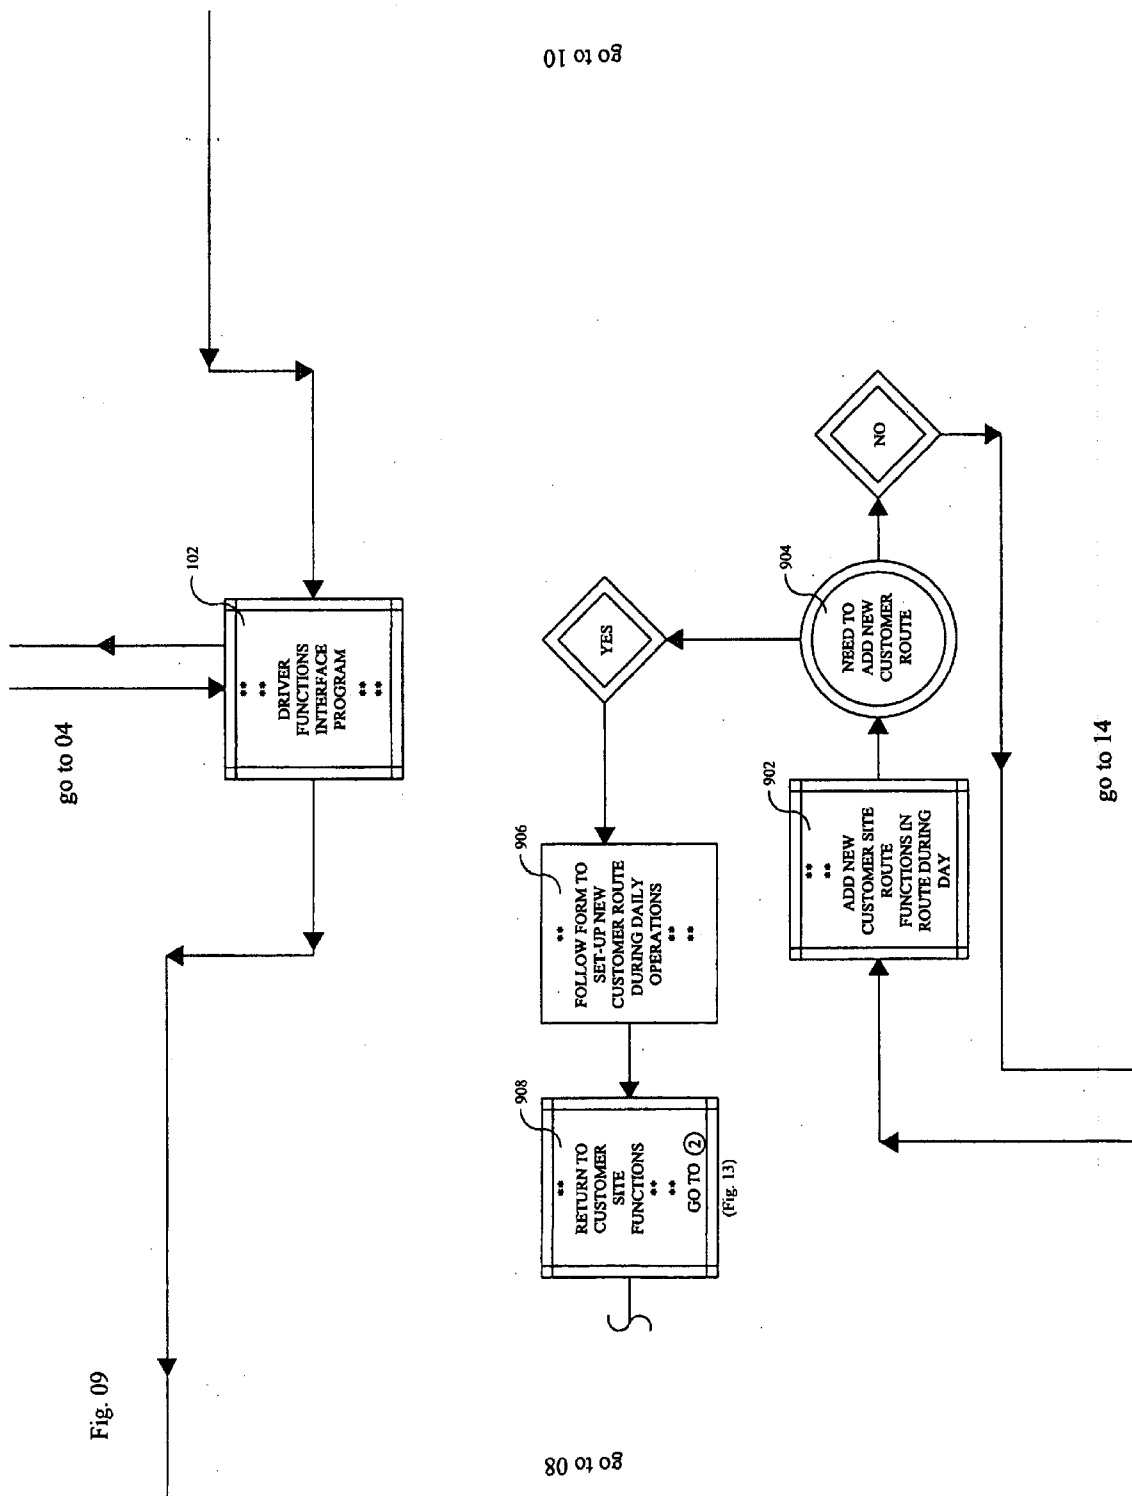 Fig. 09
go to 04
go to 08
go to 10
102
**
**
DRIVER
FUNCTIONS
INTERFACE
PROGRAM
**
**
908
**
RETURN TO
CUSTOMER
SITE
FUNCTIONS
**
**
GO TO 2
(Fig. 13)
906
**
FOLLOW FORM TO
SET-UP NEW
CUSTOMER ROUTE
DURING DAILY
OPERATIONS
**
**
YES
902
**
**
ADD NEW
CUSTOMER SITE
ROUTE
FUNCTIONS IN
ROUTE DURING
DAY
904
NEED TO
ADD NEW
CUSTOMER
ROUTE
NO
go to 14